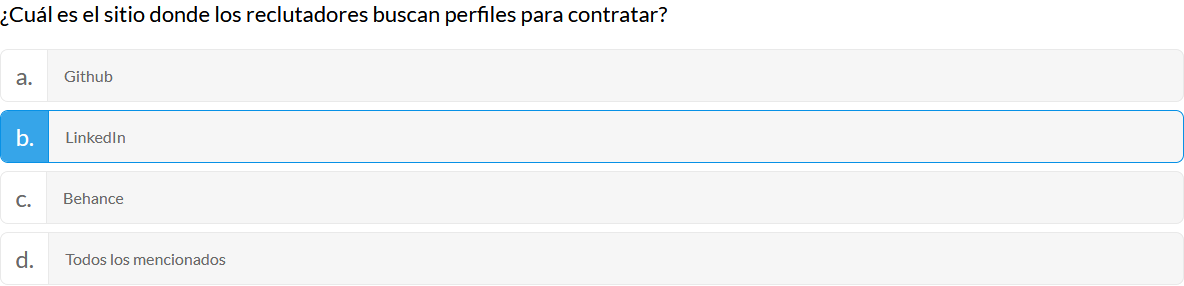 ¿Cuál es el sitio donde los reclutadores buscan perfiles para contratar?
a. Github
b. LinkedIn
c. Behance
d. Todos los mencionados